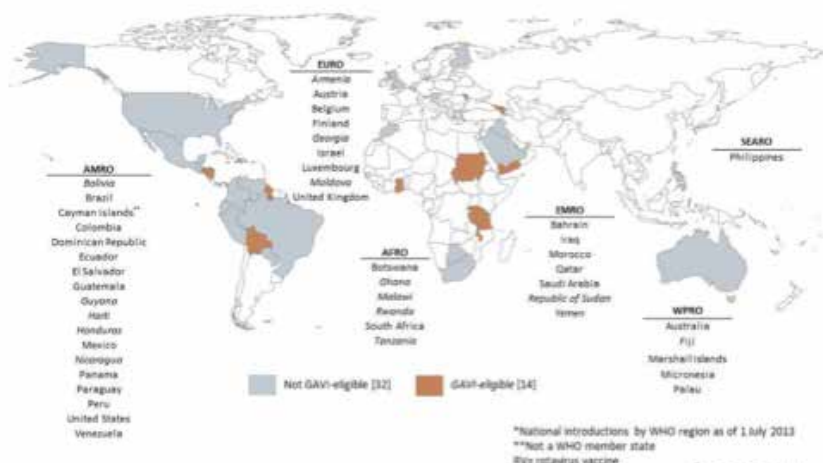 EURO
Armenia
Austria
Belgium
Finland
Georgia
Israel
Luxembourg
Moldova
United Kingdom
SEARO
Philippines
AMRO
Bolivia
Brazil
Cayman Islands**
Colombia
Dominican Republic
Ecuador
El Salvador
Guatemala
Guyana
Haiti
Honduras
Mexico
Nicaragua
Panama
Paraguay
Peru
United States
Venezuela
AFRO
Botswana
Ghana
Malawi
Rwanda
South Africa
Tanzania
EMRO
Bahrain
Iraq
Morocco
Qatar
Saudi Arabia
Republic of Sudan
Yemen
WPRO
Australia
Fiji
Marshall Islands
Micronesia
Palau
Not GAVI-eligible [32]
GAVI-eligible [14]
*National introductions by WHO region as of 1 July 2013
**Not a WHO member state
rotavirus vaccine